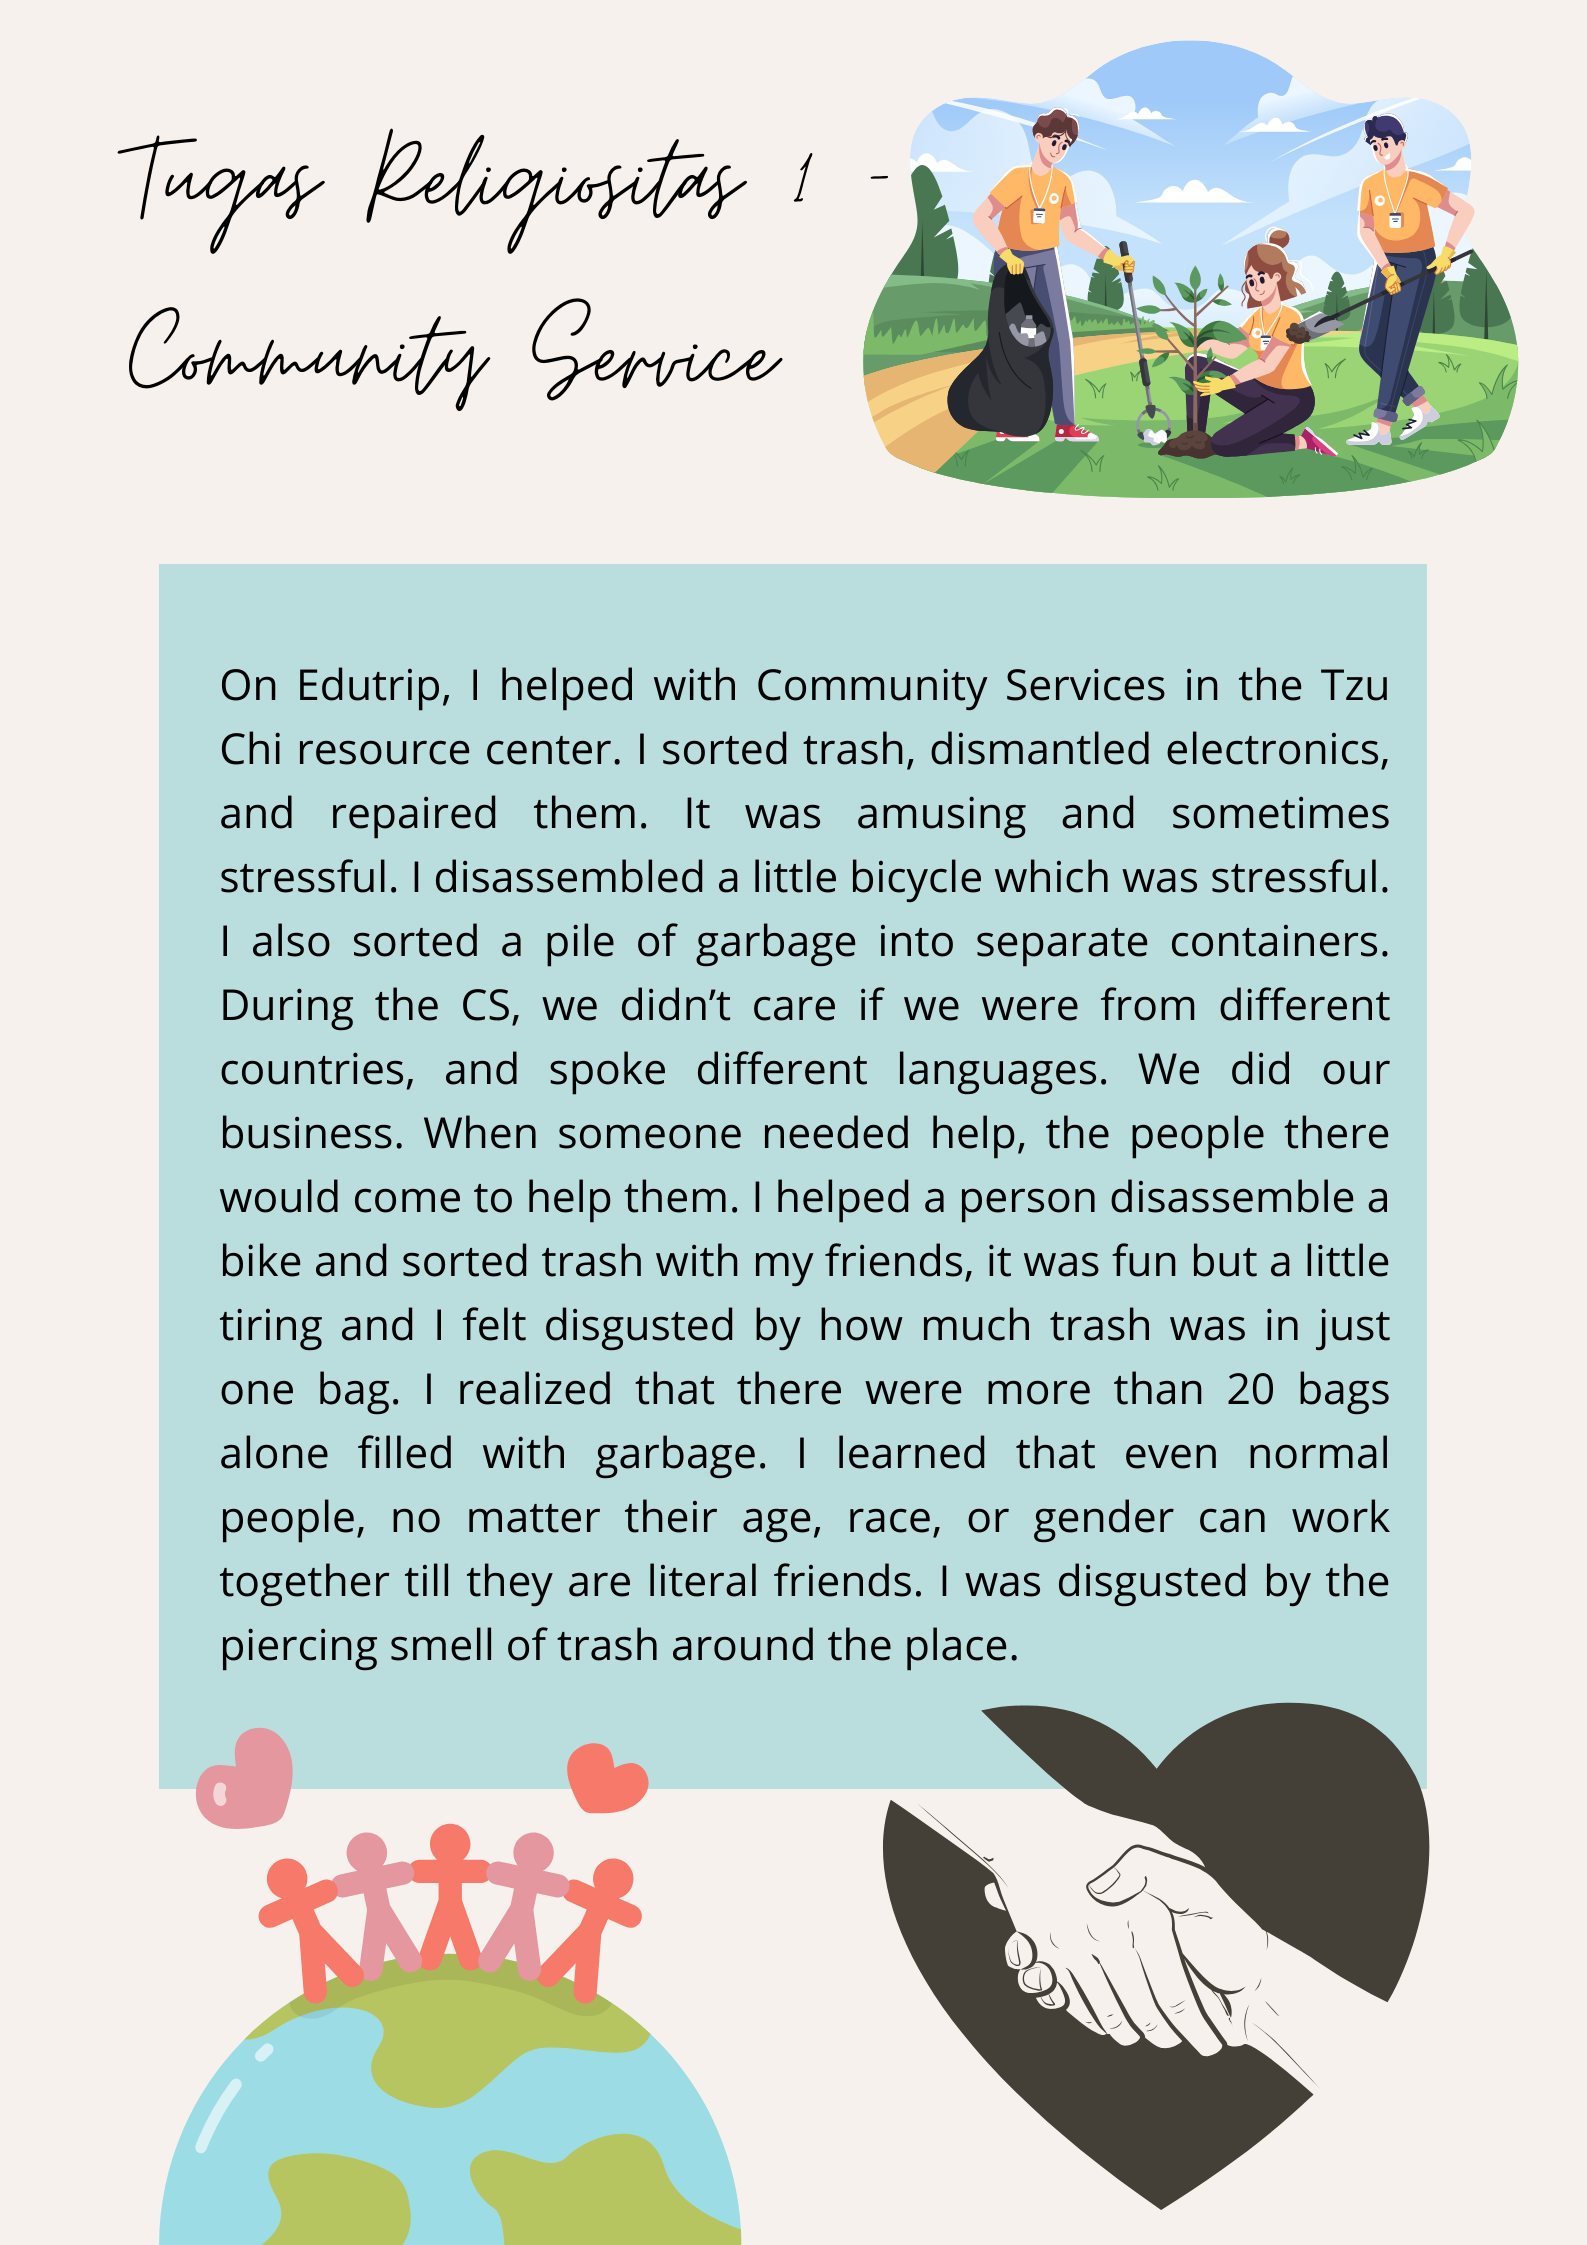 Tugas Religiositas 1 -
Community Service
On Edutrip, I helped with Community Services in the Tzu
Chi resource center. I sorted trash, dismantled electronics,
and repaired them. It was amusing and sometimes
stressful. I disassembled a little bicycle which was stressful.
I also sorted a pile of garbage into separate containers.
During the CS, we didn’t care if we were from different
countries, and spoke different languages. We did our
business. When someone needed help, the people there
would come to help them. I helped a person disassemble a
bike and sorted trash with my friends, it was fun but a little
tiring and I felt disgusted by how much trash was in just
one bag. I realized that there were more than 20 bags
alone filled with garbage. I learned that even normal
people, no matter their age, race, or gender can work
together till they are literal friends. I was disgusted by the
piercing smell of trash around the place.